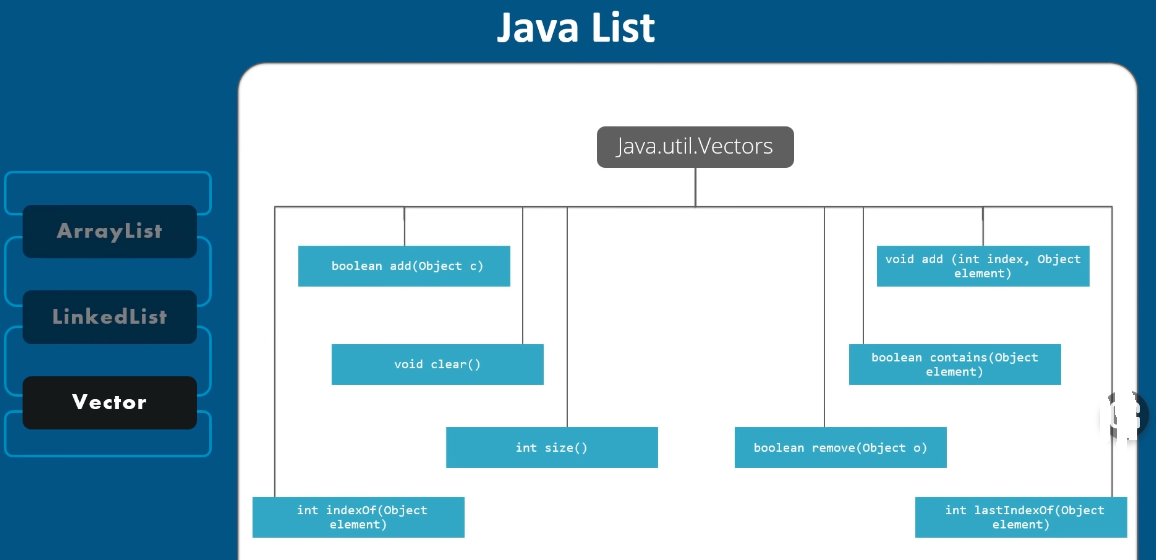 Java List
Java.util.Vectors
ArrayList
LinkedList
Vector
boolean add(Object c)
void add (int index, Object
element)
void clear()
boolean contains(Object
element)
int size()
boolean remove(Object o)
int indexOf(Object
element)
int lastIndexOf(Object
element)